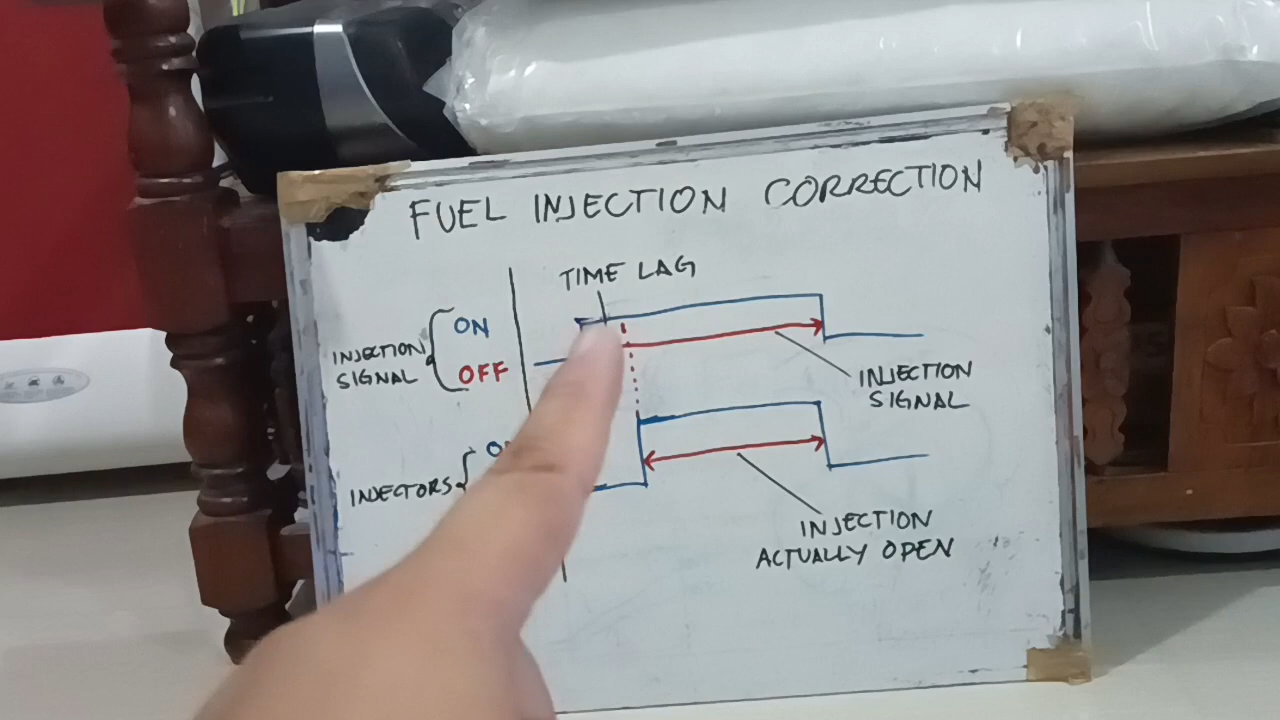 FUEL INJECTION CORRECTION
TIME LAG
INJECTION
SIGNAL
ON
OFF
INJECTION
SIGNAL
INJECTORS
INJECTION
ACTUALLY OPEN